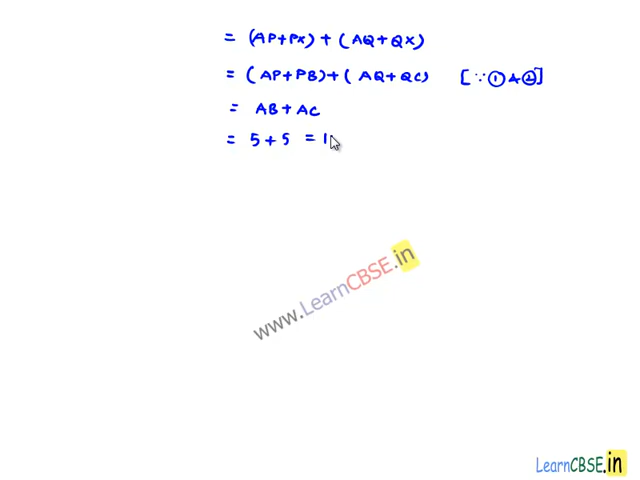 = (AP+PX) + (AQ+QX)
= (AP+PB)+(AQ+QC) [∵ ① & ②]
= AB + AC
= 5 + 5 = 1
www.LearnCBSE.in
LearnCBSE.in